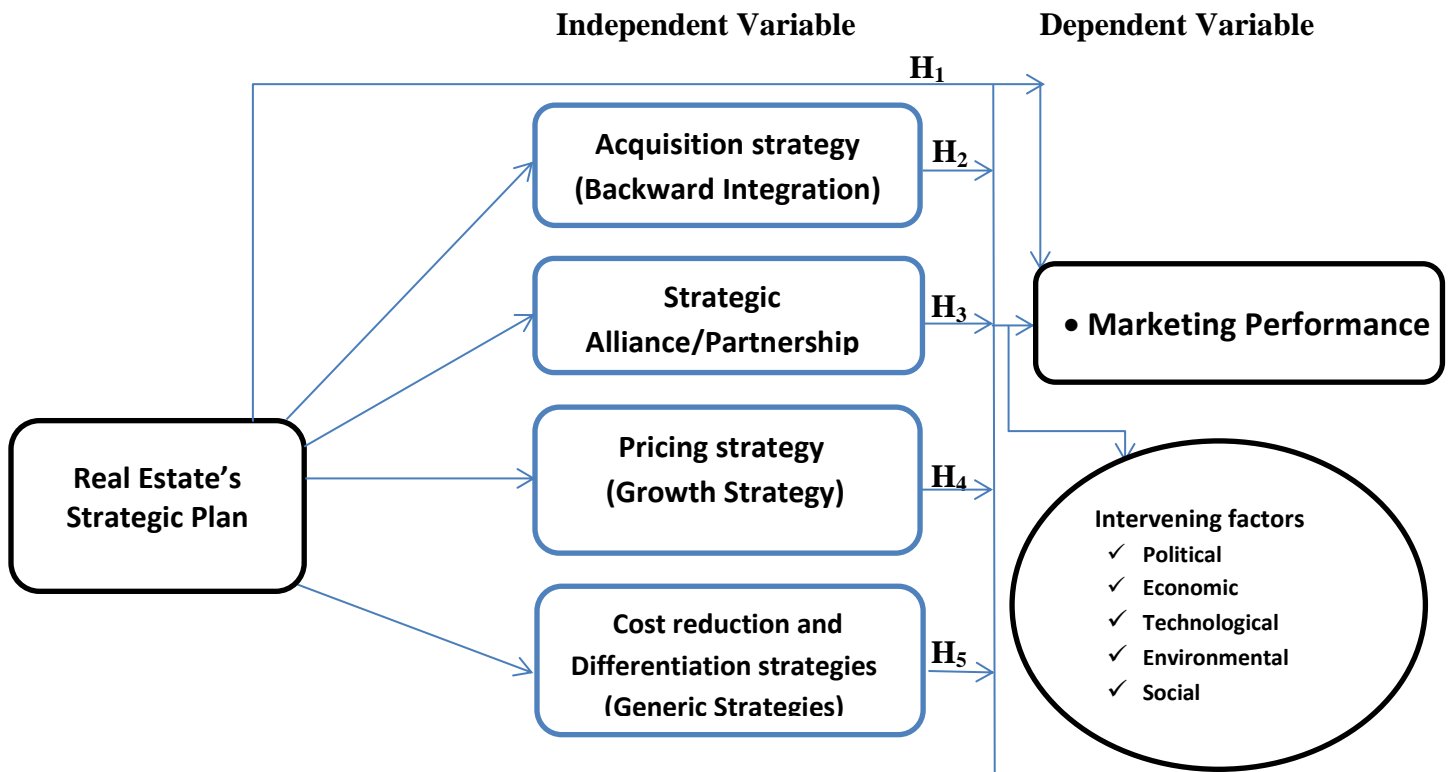 Independent Variable
Dependent Variable
H₁
Acquisition strategy
(Backward Integration)
H₂
Strategic
Alliance/Partnership
H₃
• Marketing Performance
Real Estate’s
Strategic Plan
Pricing strategy
(Growth Strategy)
H₄
Cost reduction and
Differentiation strategies
(Generic Strategies)
H₅
Intervening factors
✓ Political
✓ Economic
✓ Technological
✓ Environmental
✓ Social